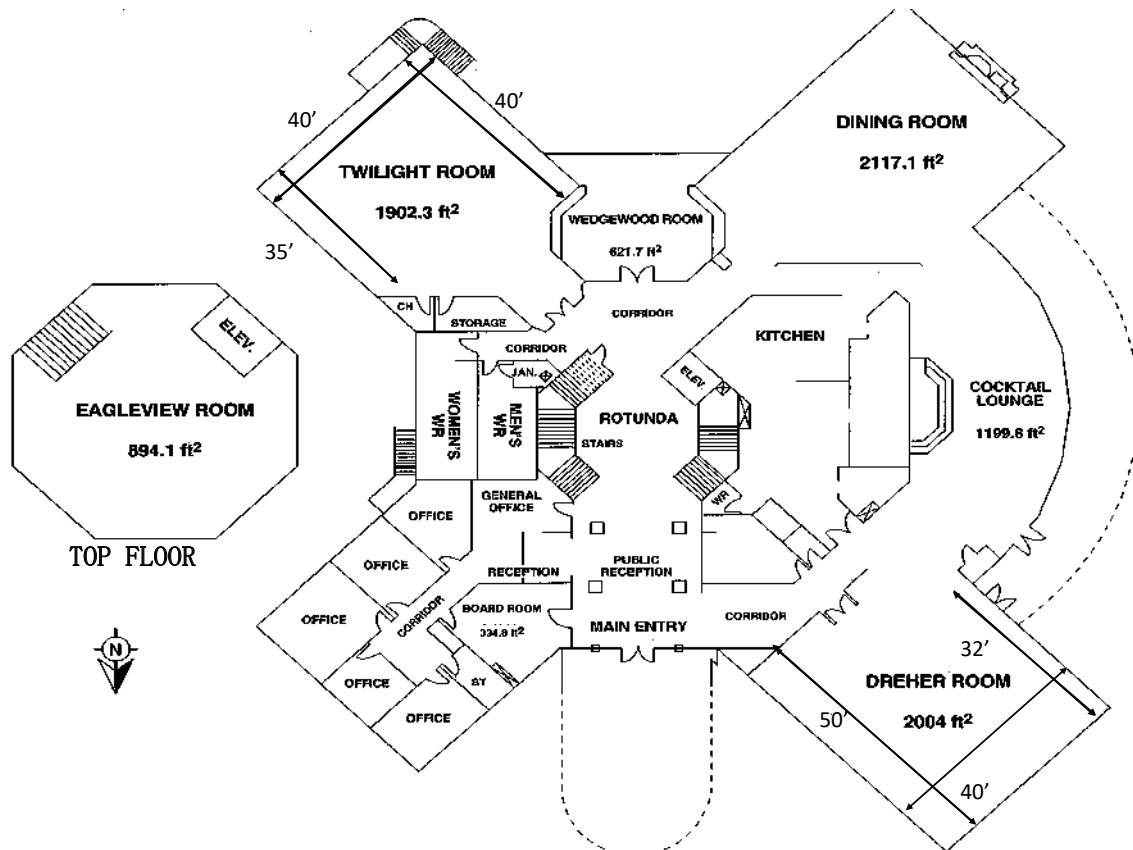 40'
40'
TWILIGHT ROOM
1902.3 ft²
35'
CH
STORAGE
DINING ROOM
2117.1 ft²
WEDGEWOOD ROOM
621.7 ft²
CORRIDOR
CORRIDOR
JAN.
WOMEN'S
WR
MEN'S
WR
STAIRS
ROTUNDA
ELEV.
KITCHEN
WR
COCKTAIL
LOUNGE
1199.6 ft²
ELEV.
EAGLEVIEW ROOM
894.1 ft²
TOP FLOOR
N
GENERAL
OFFICE
OFFICE
OFFICE
OFFICE
OFFICE
OFFICE
CORRIDOR
RECEPTION
PUBLIC
RECEPTION
BOARD ROOM
ST
MAIN ENTRY
CORRIDOR
32'
DREHER ROOM
2004 ft²
50'
40'